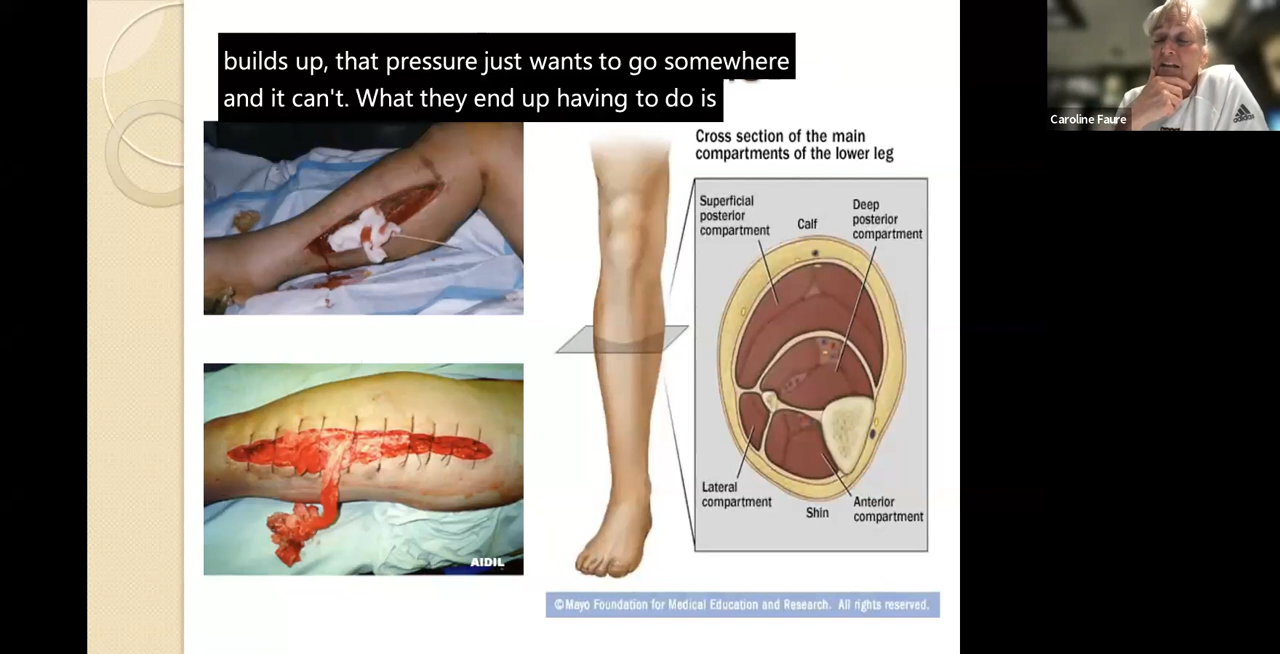 builds up, that pressure just wants to go somewhere
and it can't. What they end up having to do is
Caroline Faure
adidas
Cross section of the main
compartments of the lower leg
Superficial
posterior
compartment
Calf
Deep
posterior
compartment
Lateral
compartment
Shin
Anterior
compartment
AIDIL
©Mayo Foundation for Medical Education and Research. All rights reserved.